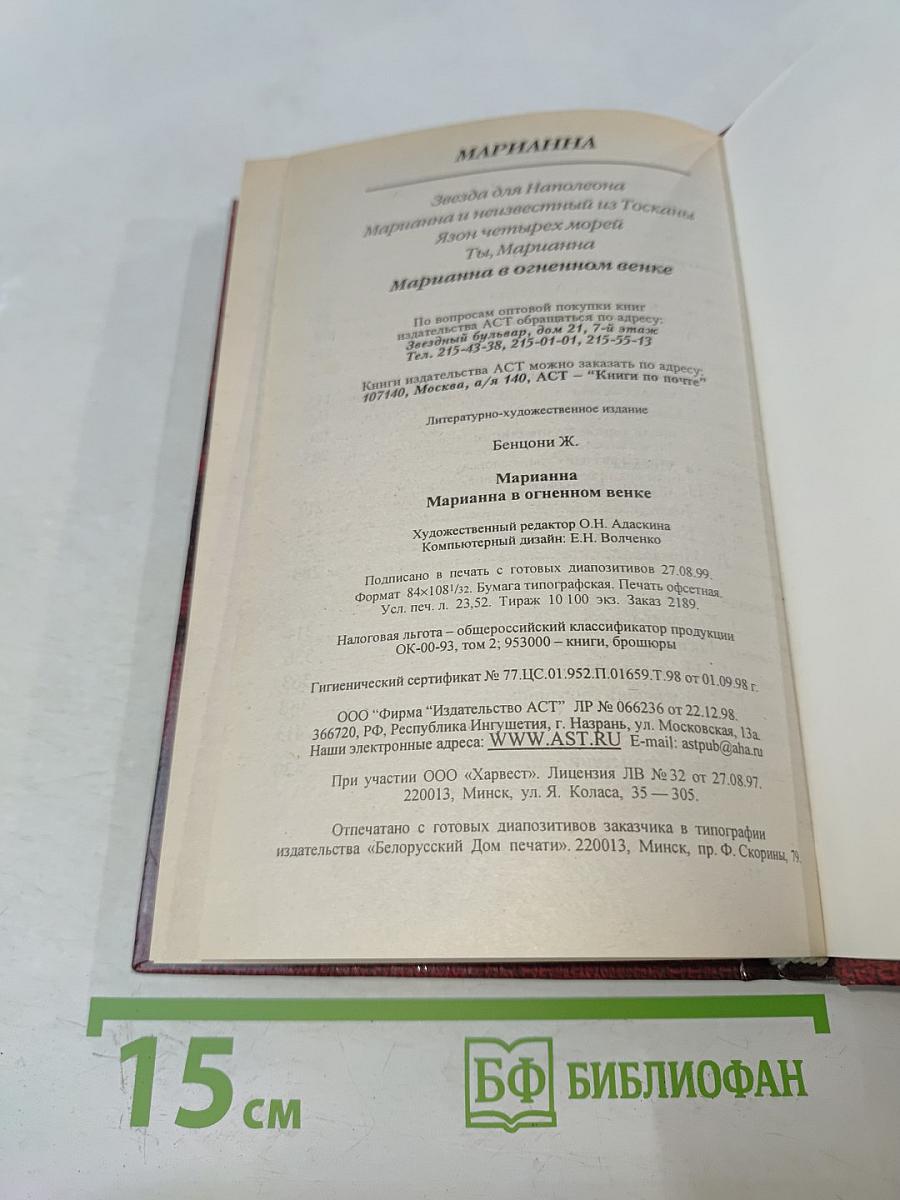 МАРИАННА
Звезда для Наполеона
Марианна и неизвестный из Тосканы
Язон четырех морей
Ты, Марианна
Марианна в огненном венке
По вопросам оптовой покупки книг
издательства АСТ обращаться по адресу:
Звездный бульвар, дом 21, 7-й этаж
Тел. 215-43-38, 215-01-01, 215-55-13
Книги издательства АСТ можно заказать по адресу:
107140, Москва, а/я 140, АСТ – "Книги по почте"
Литературно-художественное издание
Бенцони Ж.
Марианна
Марианна в огненном венке
Художественный редактор О.Н. Адаскина
Компьютерный дизайн: Е.Н. Волченко
Подписано в печать с готовых диапозитивов 27.08.99.
Формат 84×108 1/32. Бумага типографская. Печать офсетная.
Усл. печ. л. 23,52. Тираж 10 100 экз. Заказ 2189.
Налоговая льгота – общероссийский классификатор продукции
ОК-00-93, том 2; 953000 – книги, брошюры
Гигиенический сертификат № 77.ЦС.01.952.П.01659.Т.98 от 01.09.98 г.
ООО "Фирма "Издательство АСТ" ЛР № 066236 от 22.12.98.
366720, РФ, Республика Ингушетия, г. Назрань, ул. Московская, 13а
Наши электронные адреса: WWW.AST.RU E-mail: astpub@aha.ru
При участии ООО «Харвест». Лицензия ЛВ № 32 от 27.08.97.
220013, Минск, ул. Я. Коласа, 35 — 305.
Отпечатано с готовых диапозитивов заказчика в типографии
издательства «Белорусский Дом печати». 220013, Минск, пр. Ф. Скорины, 79.
15 см
БФ БИБЛИОФАН